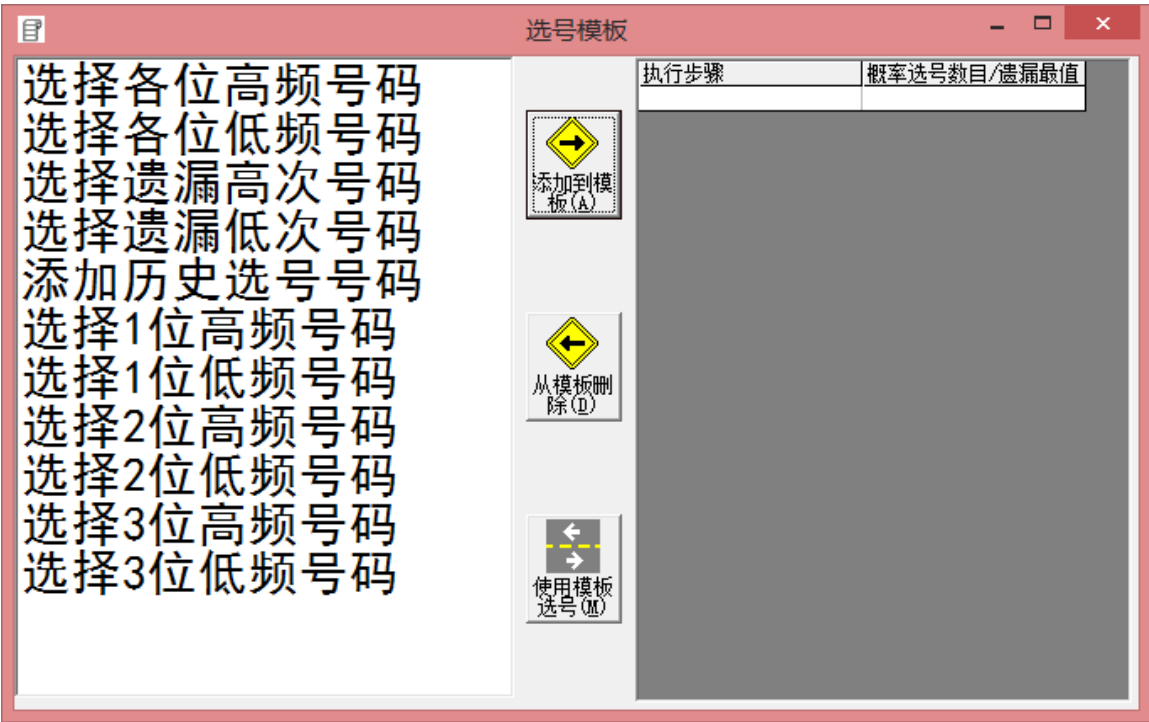 选号模板
选择各位高频号码
选择各位低频号码
选择遗漏高次号码
选择遗漏低次号码
添加历史选号号码
选择1位高频号码
选择1位低频号码
选择2位高频号码
选择2位低频号码
选择3位高频号码
选择3位低频号码
添加到模
板(A)
从模板删
除(D)
使用模板
选号(M)
执行步骤 概率选号数目/遗漏最值